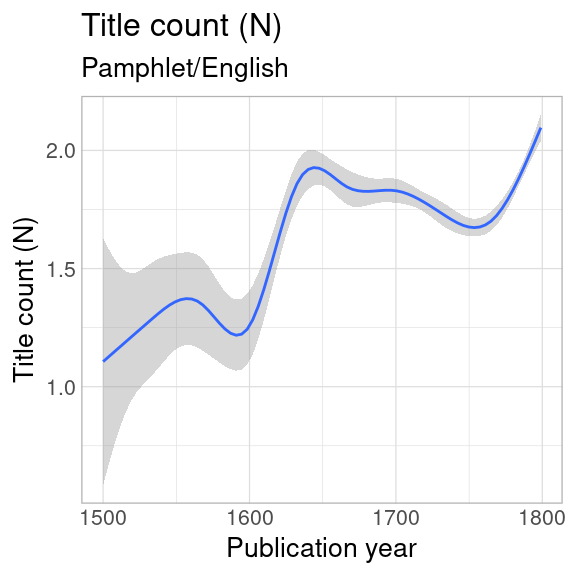 Title count (N)
Pamphlet/English
Title count (N)
2.0
1.5
1.0
1500 1600 1700 1800
Publication year